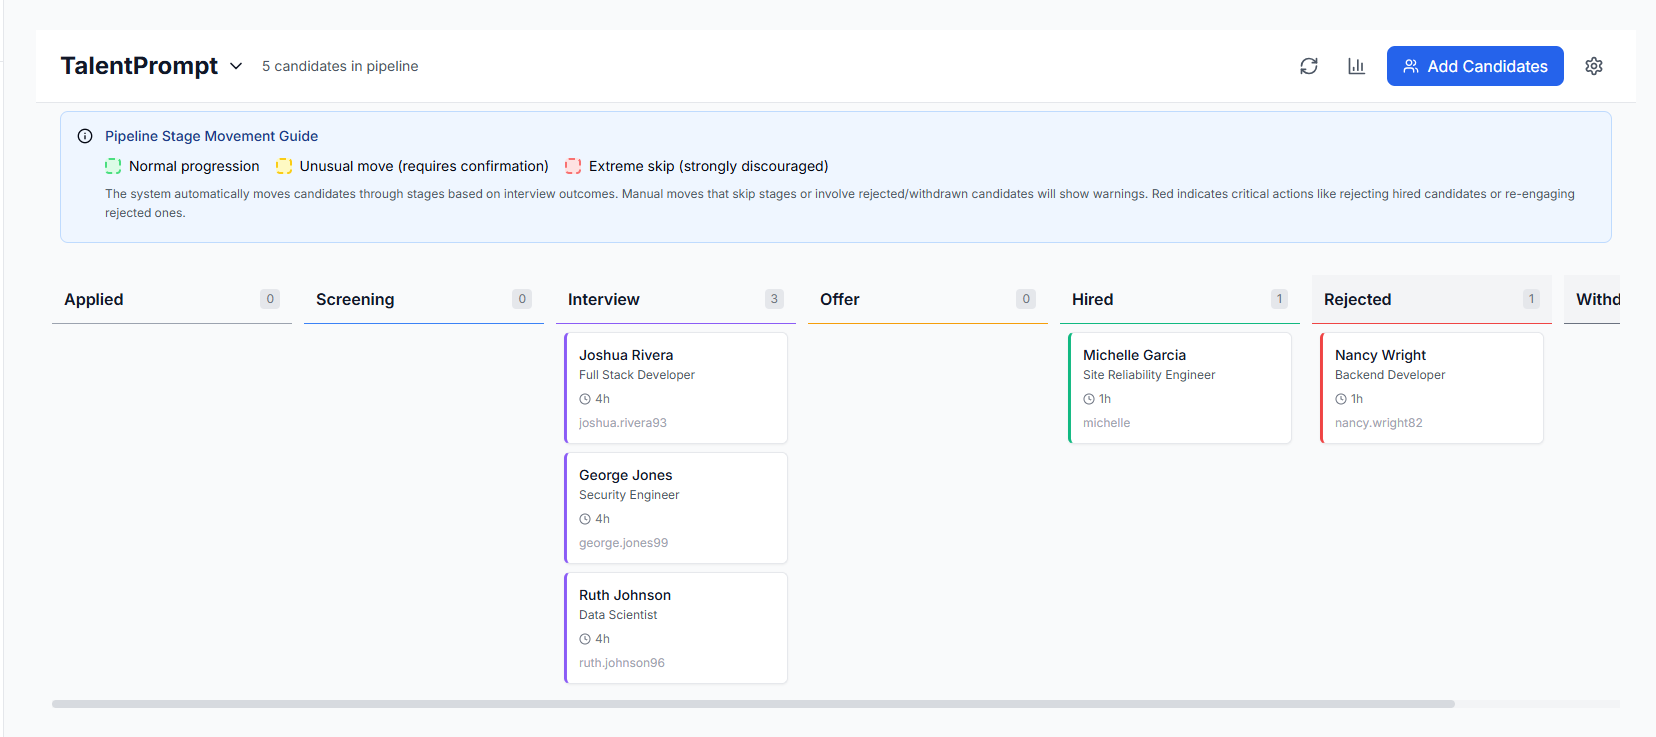 TalentPrompt
5 candidates in pipeline
Add Candidates
Pipeline Stage Movement Guide
Normal progression
Unusual move (requires confirmation)
Extreme skip (strongly discouraged)
The system automatically moves candidates through stages based on interview outcomes. Manual moves that skip stages or involve rejected/withdrawn candidates will show warnings. Red indicates critical actions like rejecting hired candidates or re-engaging
rejected ones.
Applied 0
Screening 0
Interview 3
Joshua Rivera
Full Stack Developer
4h
joshua.rivera93
George Jones
Security Engineer
4h
george.jones99
Ruth Johnson
Data Scientist
4h
ruth.johnson96
Offer 0
Hired 1
Michelle Garcia
Site Reliability Engineer
1h
michelle
Rejected 1
Nancy Wright
Backend Developer
1h
nancy.wright82
Withd